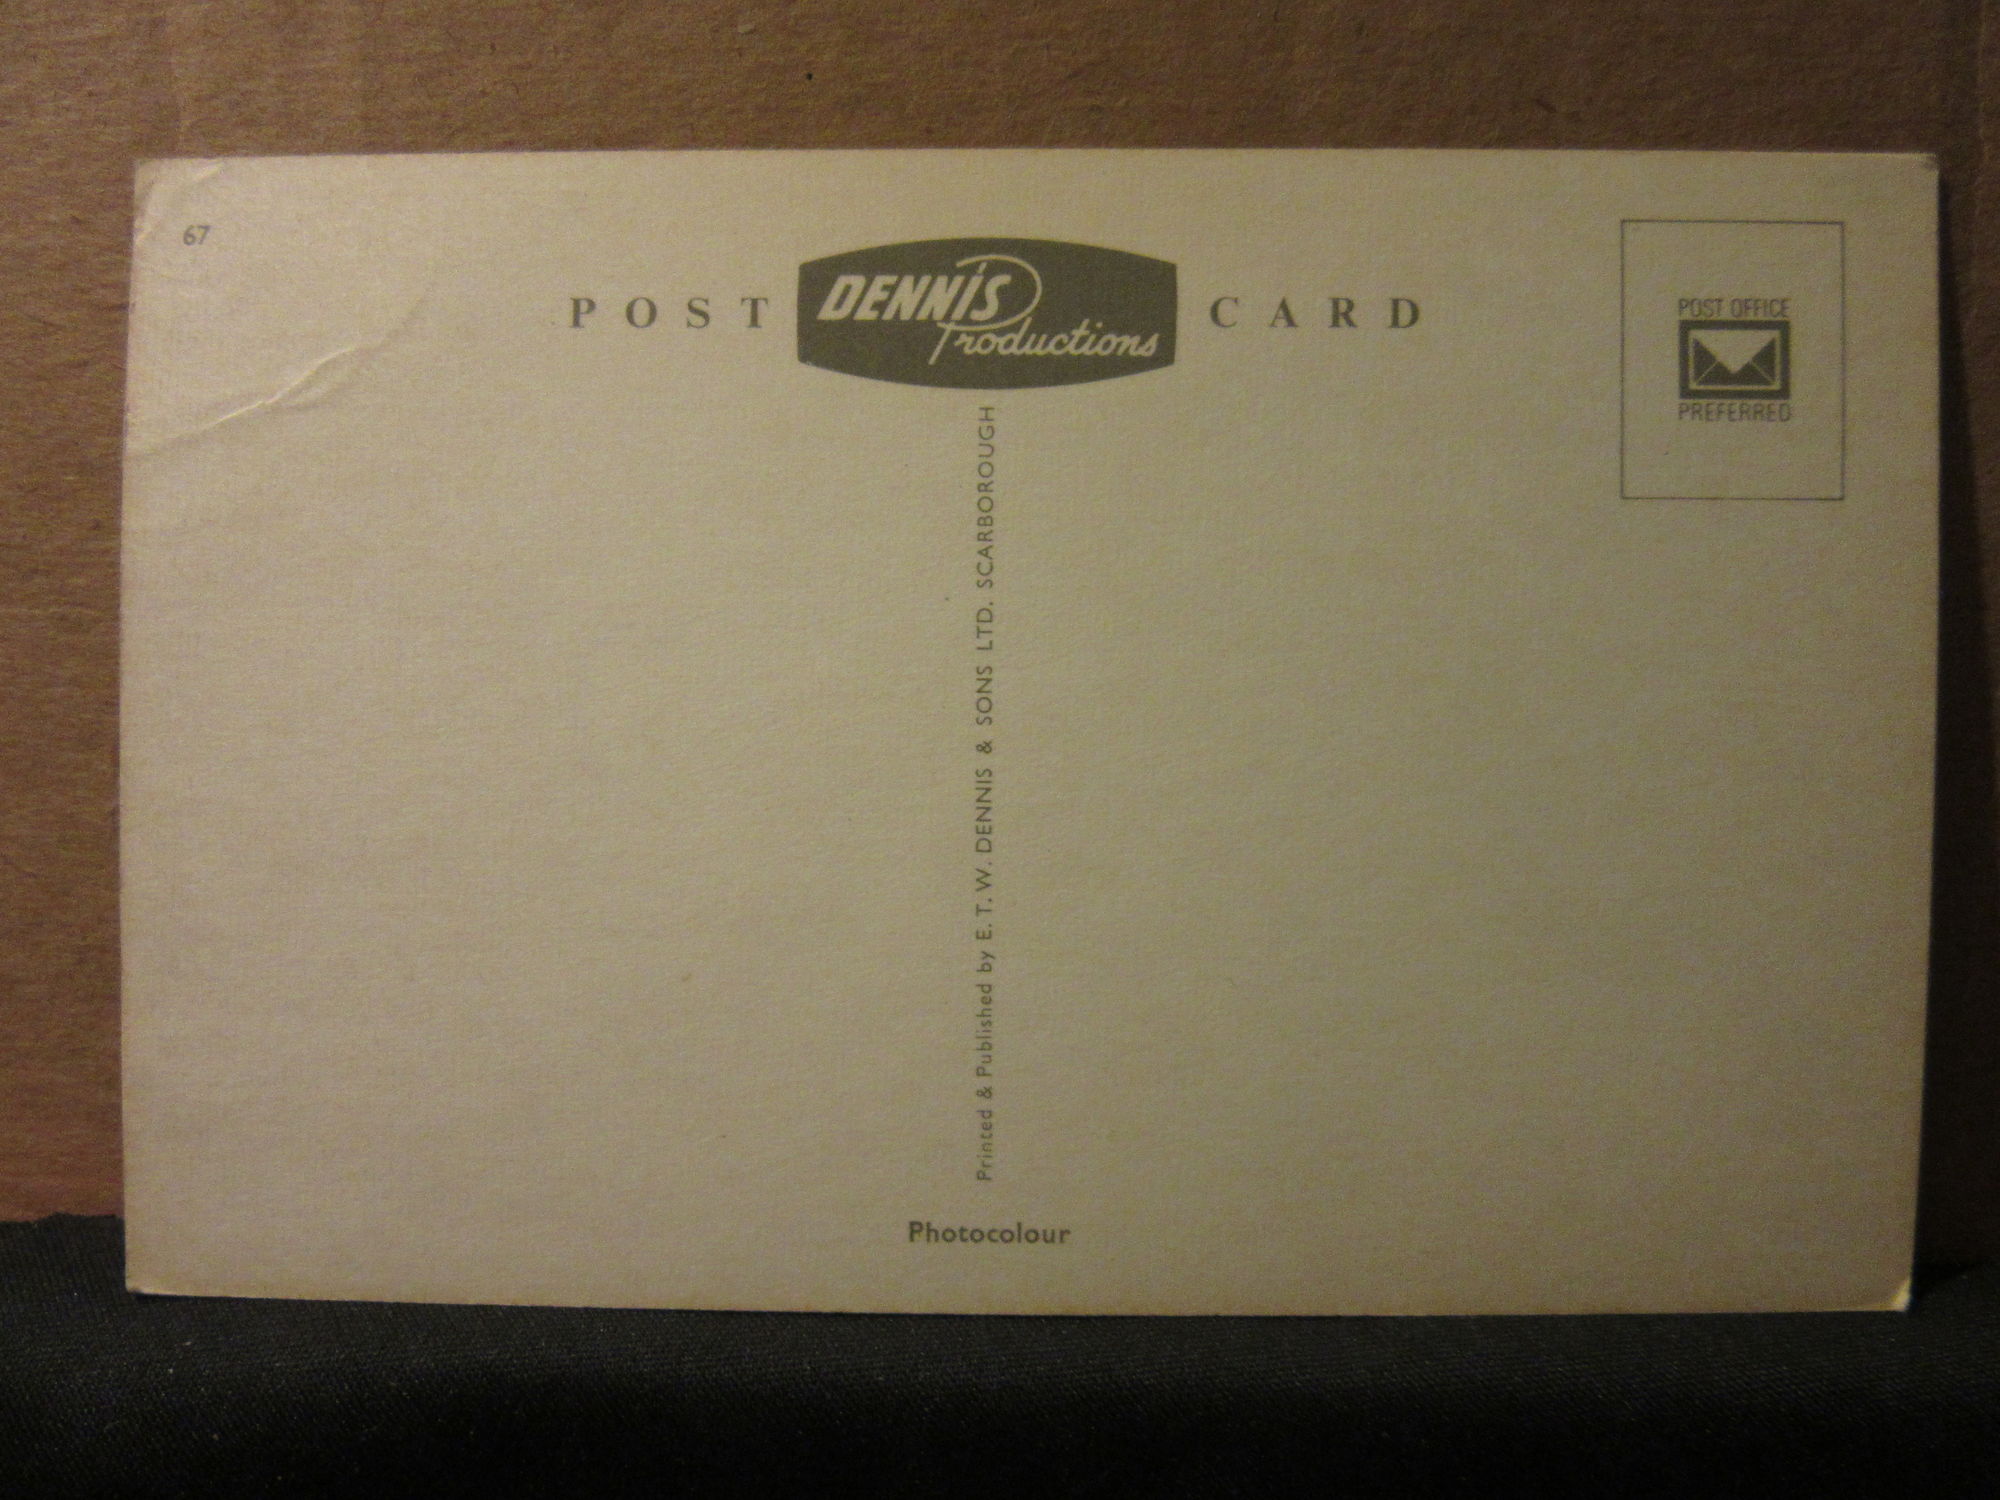 67
POST DENNIS Productions CARD
POST OFFICE
PREFERRED
Printed & Published by E. T. W. DENNIS & SONS LTD. SCARBOROUGH
Photocolour